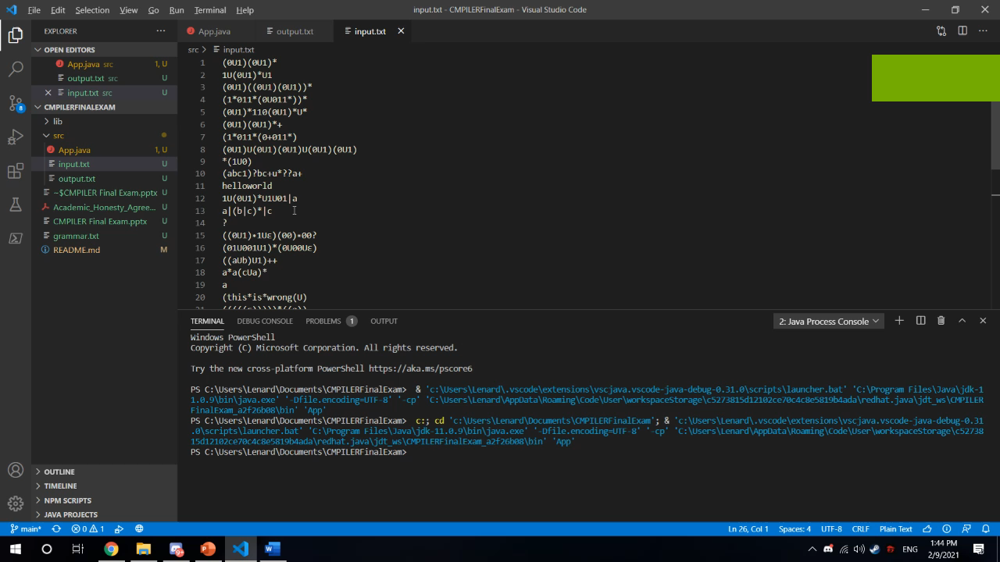 File Edit Selection View Go Run Terminal Help
input.txt - CMPILERFinalExam - Visual Studio Code
EXPLORER
App.java
output.txt
input.txt
OPEN EDITORS
App.java src 1, U
output.txt src U
input.txt src U
CMPILERFINALEXAM
lib
src
App.java 1, U
input.txt U
output.txt U
~$CMPILER Final Exam.pptx U
Academic_Honesty_Agree... U
CMPILER Final Exam.pptx U
grammar.txt U
README.md M
OUTLINE
TIMELINE
NPM SCRIPTS
JAVA PROJECTS
src > input.txt
1 (0U1)(0U1)*
2 1U(0U1)*U1
3 (0U1)((0U1)(0U1))*
4 (1*011*(0U011*))*
5 (0U1)*110(0U1)*U*
6 (0U1)(0U1)*+
7 (1*011*(0+011*)
8 (0U1)U(0U1)(0U1)U(0U1)(0U1)
9 *(1U0)
10 (abc1)?bc+u*??a+
11 helloworld
12 1U(0U1)*U1U01|a
13 a|(b|c)*|c
14 ?
15 ((0U1)∗1Uε)(00)∗00?
16 (01U001U1)*(0U00Uε)
17 ((aUb)U1)++
18 a*a(cUa)*
19 a
20 (this*is*wrong(U)
TERMINAL DEBUG CONSOLE PROBLEMS 1 OUTPUT
2: Java Process Console
Windows PowerShell
Copyright (C) Microsoft Corporation. All rights reserved.
Try the new cross-platform PowerShell https://aka.ms/pscore6
PS C:\Users\Lenard\Documents\CMPILERFinalExam>  & 'c:\Users\Lenard\.vscode\extensions\vscjava.vscode-java-debug-0.31.0\scripts\launcher.bat' 'C:\Program Files\Java\jdk-1
1.0.9\bin\java.exe' '-Dfile.encoding=UTF-8' '-cp' 'C:\Users\Lenard\AppData\Roaming\Code\User\workspaceStorage\c5273815d12102ce70c4c8e5819b4ada\redhat.java\jdt_ws\CMPILER
FinalExam_a2f26b08\bin' 'App'
PS C:\Users\Lenard\Documents\CMPILERFinalExam>  c:; cd 'c:\Users\Lenard\Documents\CMPILERFinalExam'; & 'c:\Users\Lenard\.vscode\extensions\vscjava.vscode-java-debug-0.31
.0\scripts\launcher.bat' 'C:\Program Files\Java\jdk-11.0.9\bin\java.exe' '-Dfile.encoding=UTF-8' '-cp' 'C:\Users\Lenard\AppData\Roaming\Code\User\workspaceStorage\c52738
15d12102ce70c4c8e5819b4ada\redhat.java\jdt_ws\CMPILERFinalExam_a2f26b08\bin' 'App'
PS C:\Users\Lenard\Documents\CMPILERFinalExam>
main* 0 1
Ln 26, Col 1 Spaces: 4 UTF-8 CRLF Plain Text
8
ENG
1:44 PM
2/9/2021